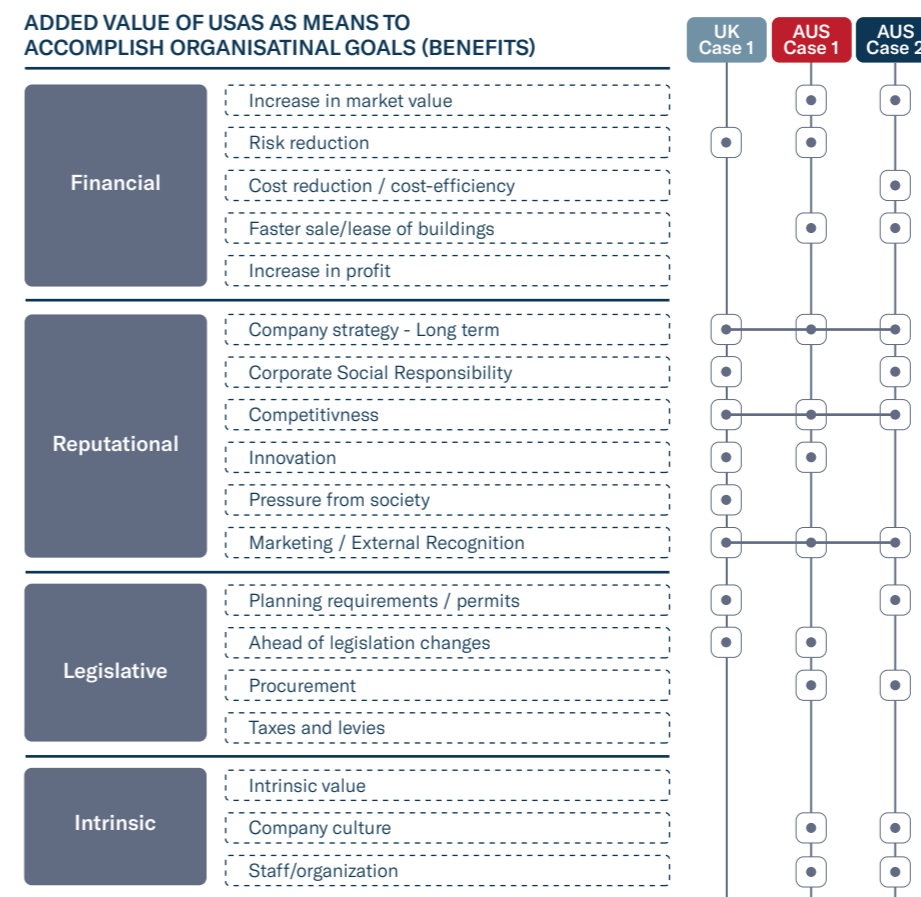 ADDED VALUE OF USAS AS MEANS TO
ACCOMPLISH ORGANISATINAL GOALS (BENEFITS)
UK
Case 1
AUS
Case 1
AUS
Case 2
Financial
Increase in market value
Risk reduction
Cost reduction / cost-efficiency
Faster sale/lease of buildings
Increase in profit
Reputational
Company strategy - Long term
Corporate Social Responsibility
Competitivness
Innovation
Pressure from society
Marketing / External Recognition
Legislative
Planning requirements / permits
Ahead of legislation changes
Procurement
Taxes and levies
Intrinsic
Intrinsic value
Company culture
Staff/organization